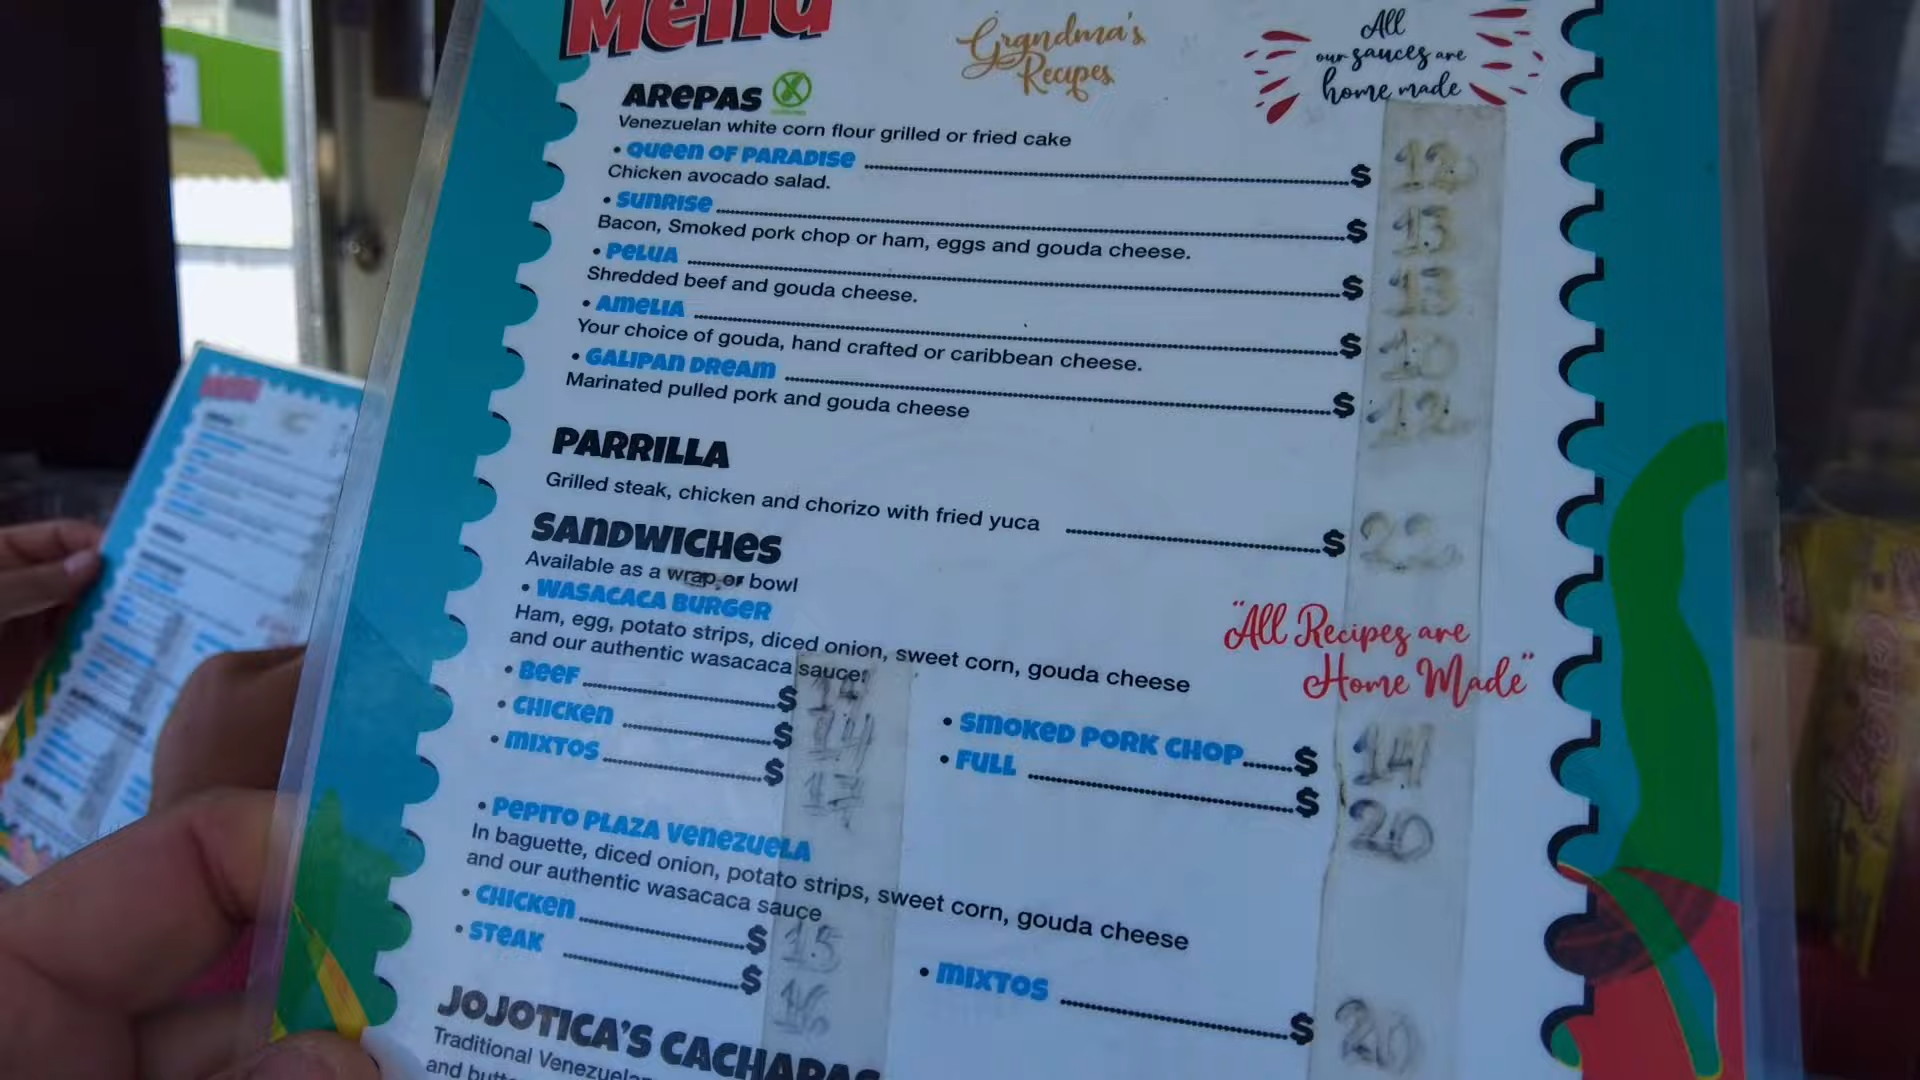 Menu
Grandma's
Recipes
All
our sauces are
home made
AREPAS
Venezuelan white corn flour grilled or fried cake
• QUEEN OF PARADISE ........ $ 12
Chicken avocado salad.
• SUNRISE ........ $ 13
Bacon, Smoked pork chop or ham, eggs and gouda cheese.
• PELUA ........ $ 13
Shredded beef and gouda cheese.
• AMELIA ........ $ 10
Your choice of gouda, hand crafted or caribbean cheese.
• GALIPAN DREAM ........ $ 12
Marinated pulled pork and gouda cheese
PARRILLA
Grilled steak, chicken and chorizo with fried yuca ........ $ 22
SANDWICHES
Available as a wrap or bowl
• WASACACA BURGER
Ham, egg, potato strips, diced onion, sweet corn, gouda cheese
and our authentic wasacaca sauce.
"All Recipes are
Home Made"
• BEEF ........ $
• CHICKEN ........ $ 14
• MIXTOS ........ $ 17
• SMOKED PORK CHOP ...... $ 14
• FULL ........ $ 20
• PEPITO PLAZA VENEZUELA
In baguette, diced onion, potato strips, sweet corn, gouda cheese
and our authentic wasacaca sauce
• CHICKEN ........ $ 15
• STEAK ........ $ 16
• MIXTOS ........ $ 20
JOJOTICA'S CACHAPAS
Traditional
and